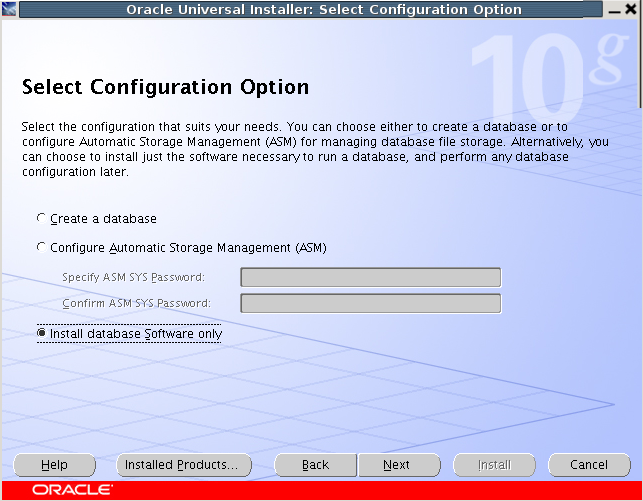 Oracle Universal Installer: Select Configuration Option
10g
Select Configuration Option
Select the configuration that suits your needs. You can choose either to create a database or to
configure Automatic Storage Management (ASM) for managing database file storage. Alternatively, you
can choose to install just the software necessary to run a database, and perform any database
configuration later.
Create a database
Configure Automatic Storage Management (ASM)
Specify ASM SYS Password:
Confirm ASM SYS Password:
Install database Software only
Help Installed Products... Back Next Install Cancel
ORACLE